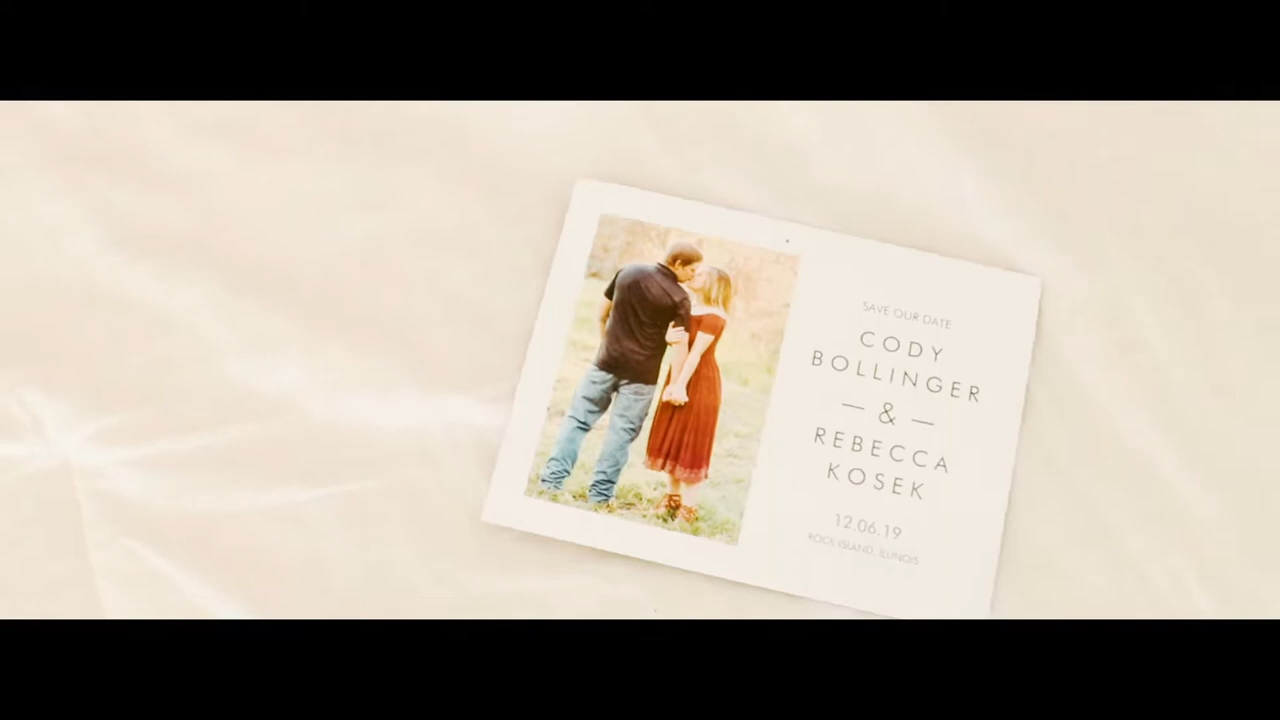 SAVE OUR DATE
CODY
BOLLINGER
— & —
REBECCA
KOSEK
12.06.19
ROCK ISLAND, ILLINOIS